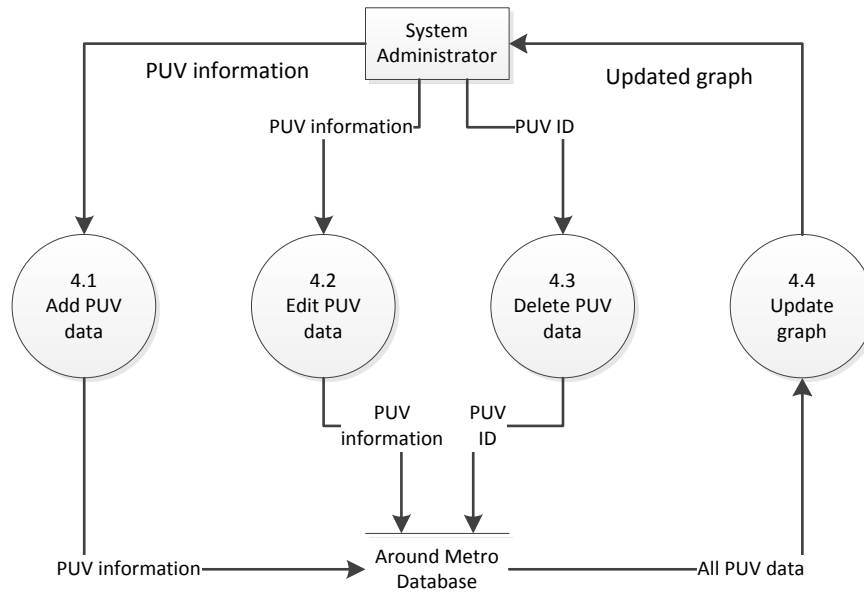 System
Administrator
PUV information
Updated graph
PUV information
PUV ID
4.1
Add PUV
data
4.2
Edit PUV
data
4.3
Delete PUV
data
4.4
Update
graph
PUV
information
PUV
ID
Around Metro
Database
PUV information
All PUV data